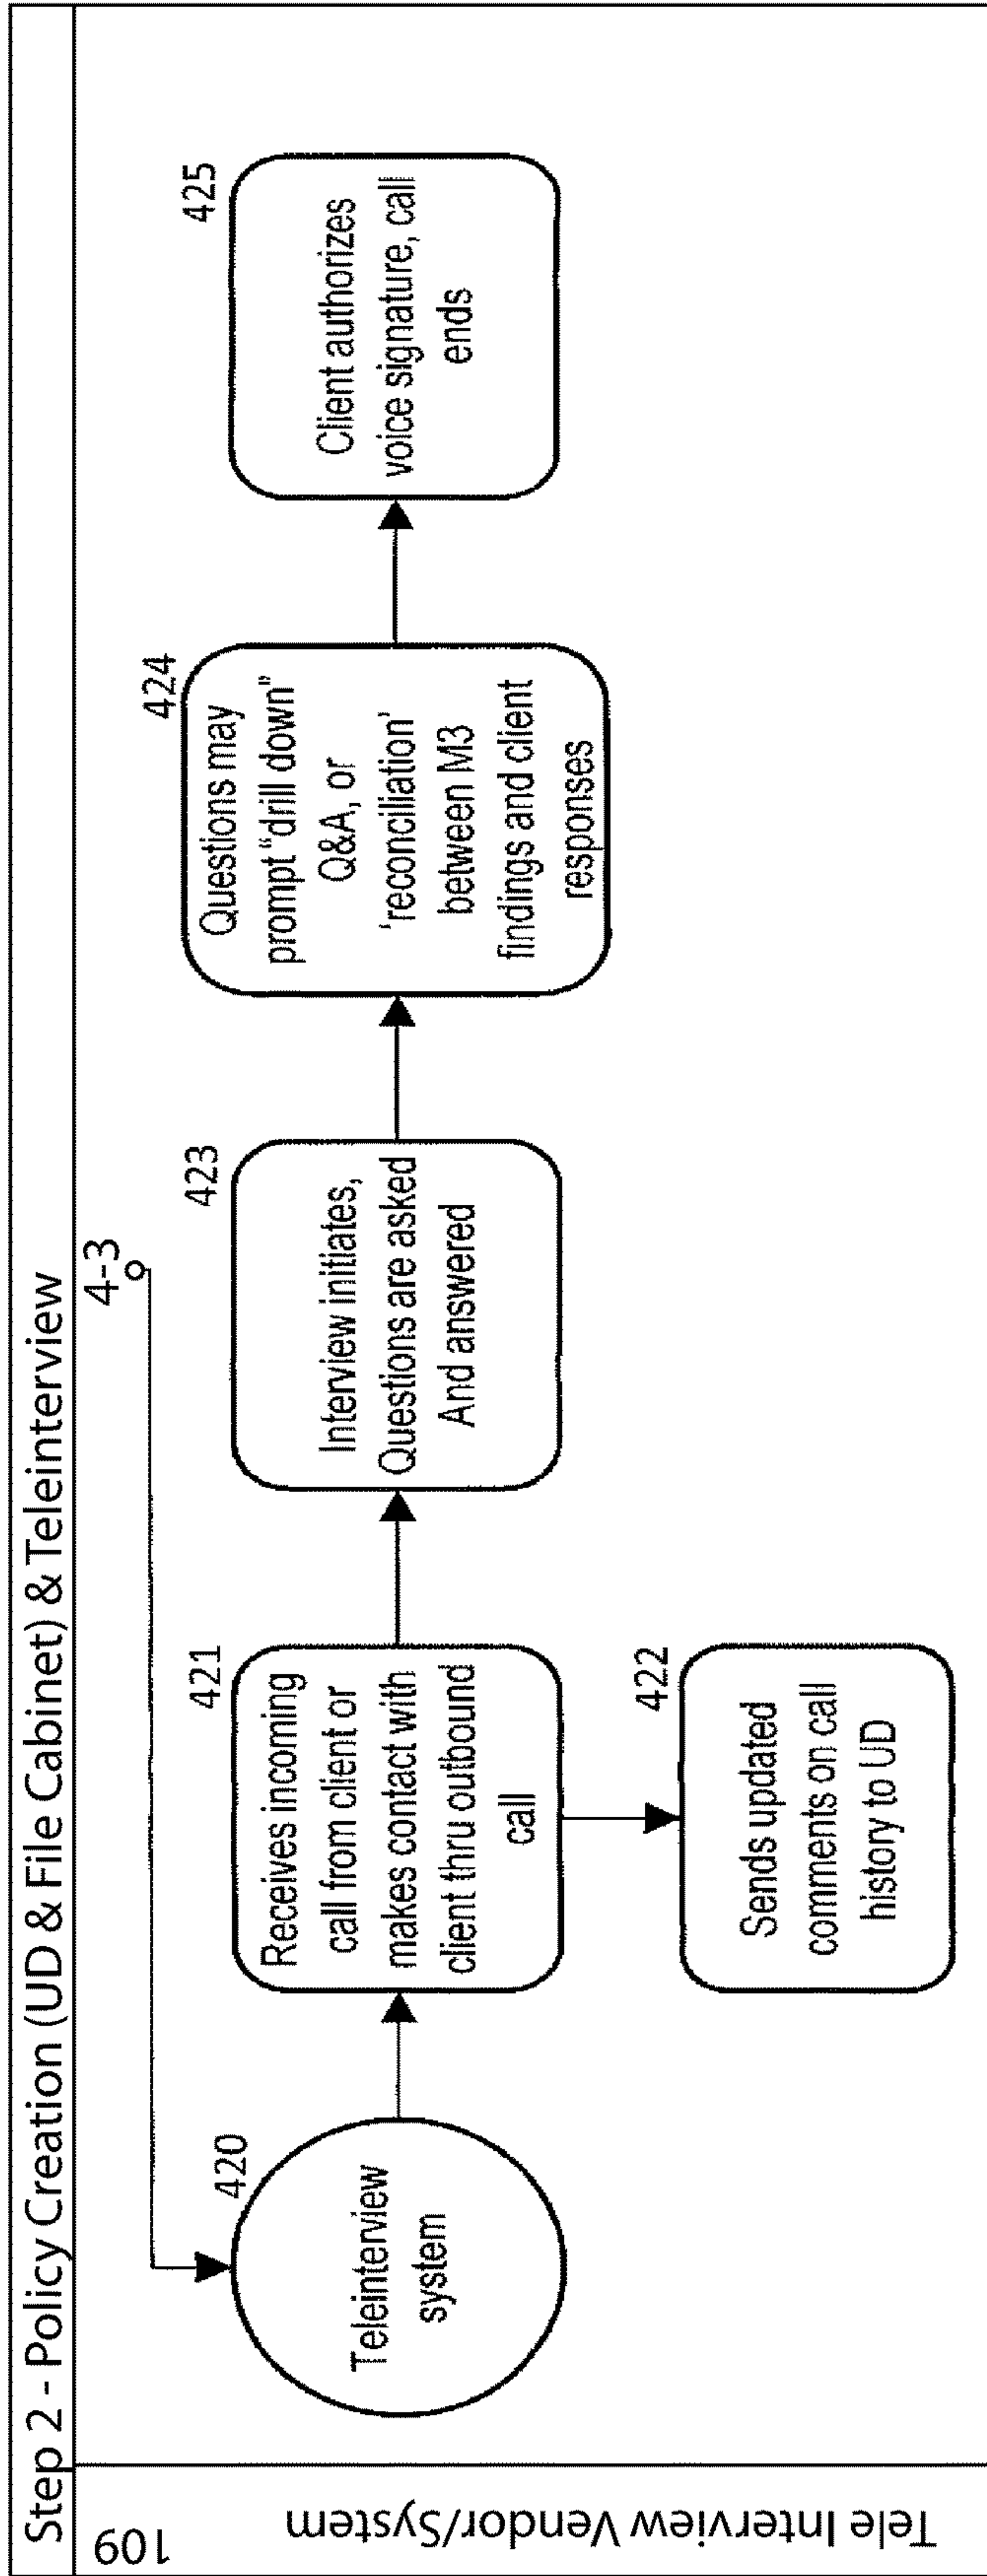 Step 2 - Policy Creation (UD & File Cabinet) & Teleinterview
109
Tele Interview Vendor/System
4-3
420
Teleinterview
system
421
Receives incoming
call from client or
makes contact with
client thru outbound
call
422
Sends updated
comments on call
history to UD
423
Interview initiates,
Questions are asked
And answered
424
Questions may
prompt “drill down”
Q&A, or
‘reconciliation’
between M3
findings and client
responses
425
Client authorizes
voice signature, call
ends